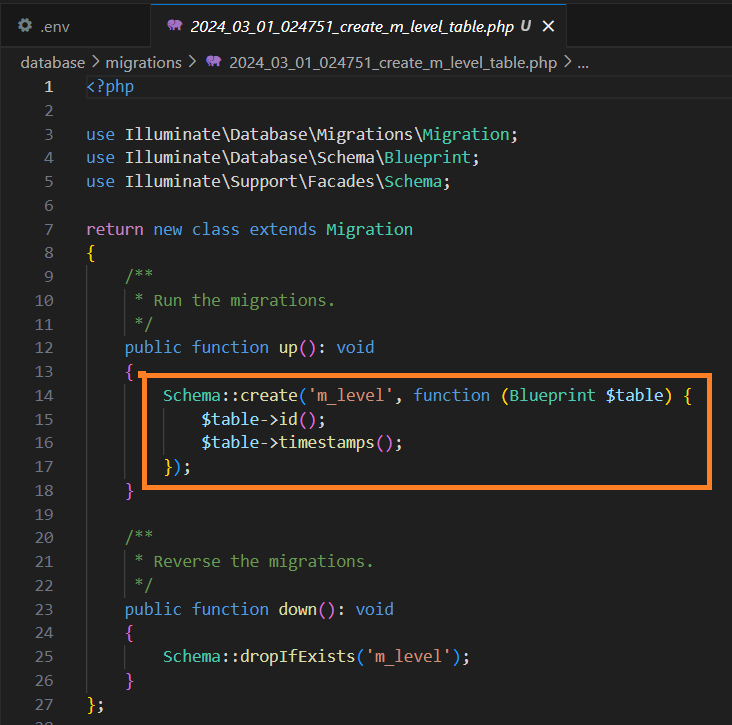 .env
2024_03_01_024751_create_m_level_table.php U ×
database > migrations > 2024_03_01_024751_create_m_level_table.php > ...
1 <?php
2
3 use Illuminate\Database\Migrations\Migration;
4 use Illuminate\Database\Schema\Blueprint;
5 use Illuminate\Support\Facades\Schema;
6
7 return new class extends Migration
8 {
9     /**
10      * Run the migrations.
11      */
12     public function up(): void
13     {
14         Schema::create('m_level', function (Blueprint $table) {
15             $table->id();
16             $table->timestamps();
17         });
18     }
19
20     /**
21      * Reverse the migrations.
22      */
23     public function down(): void
24     {
25         Schema::dropIfExists('m_level');
26     }
27 };